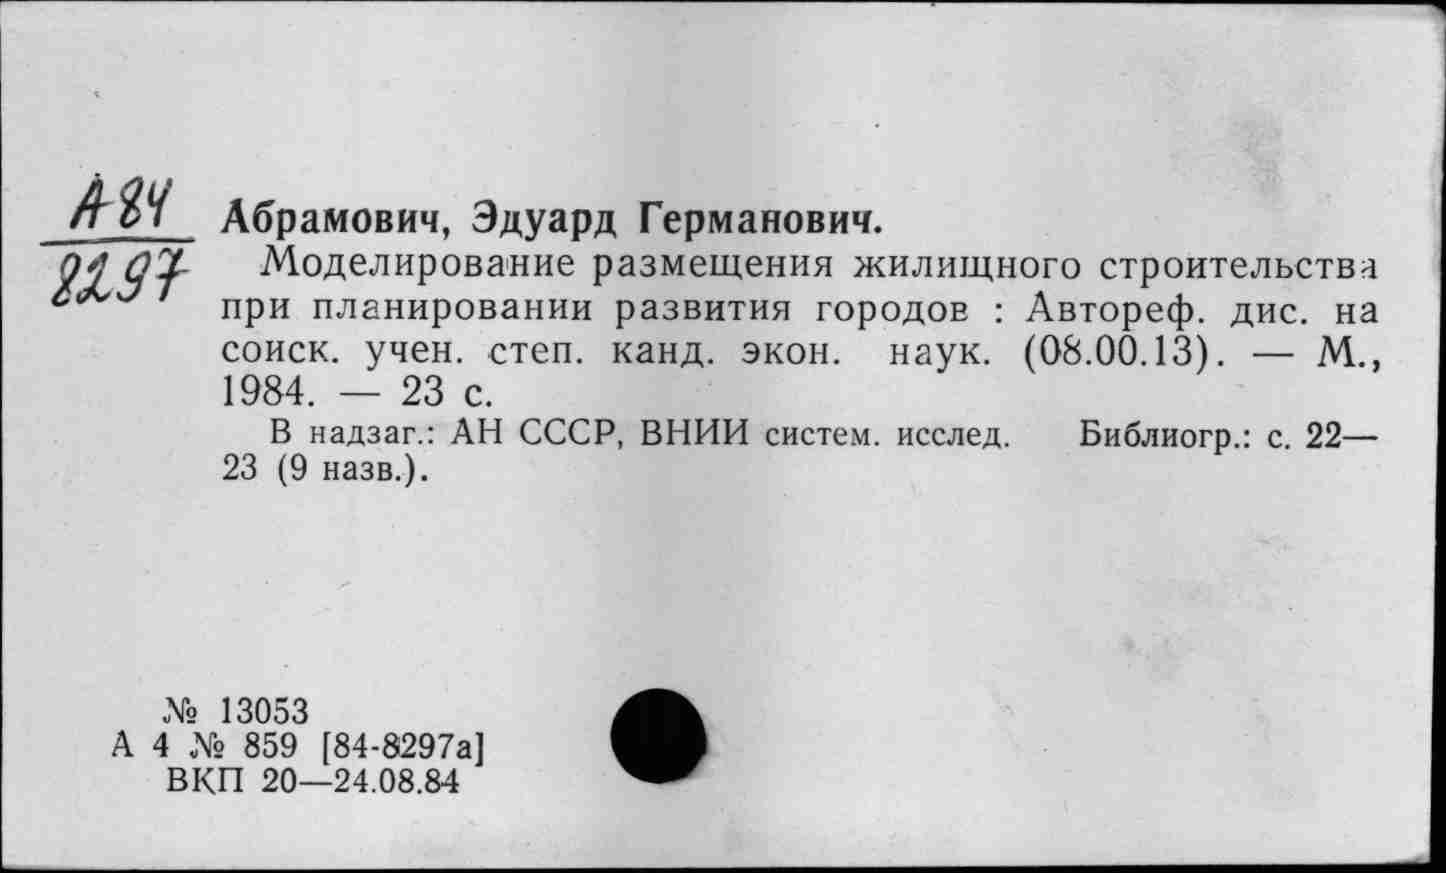 А-84
8297
Абрамович, Эдуард Германович.
Моделирование размещения жилищного строительства
при планировании развития городов : Автореф. дис. на
соиск. учен. степ. канд. экон. наук. (08.00.13). — М.,
1984. — 23 с.
В надзаг.: АН СССР, ВНИИ систем. исслед. Библиогр.: с. 22—
23 (9 назв.).
№ 13053
А 4 № 859 [84-8297а]
ВКП 20—24.08.84